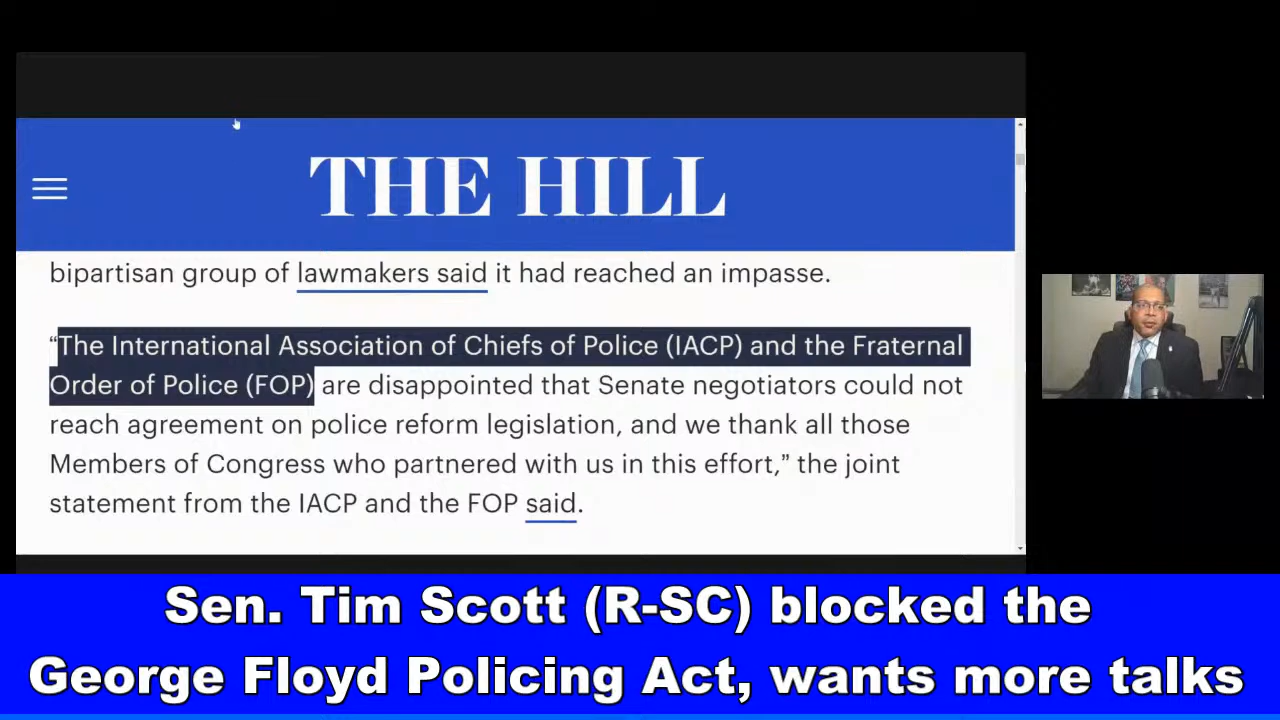 THE HILL
bipartisan group of lawmakers said it had reached an impasse.
“The International Association of Chiefs of Police (IACP) and the Fraternal
Order of Police (FOP) are disappointed that Senate negotiators could not
reach agreement on police reform legislation, and we thank all those
Members of Congress who partnered with us in this effort,” the joint
statement from the IACP and the FOP said.
Sen. Tim Scott (R-SC) blocked the
George Floyd Policing Act, wants more talks